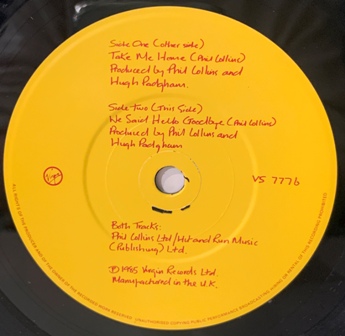 Side One (other side)
Take Me Home (Phil Collins)
Produced by Phil Collins and
Hugh Padgham.
Side Two (This Side)
We Said Hello Goodbye (Phil Collins)
Produced by Phil Collins and
Hugh Padgham
Virgin
VS 777b
Both Tracks:
Phil Collins Ltd/Hit and Run Music
(Publishing) Ltd.
℗ 1985 Virgin Records Ltd.
Manufactured in the U.K.